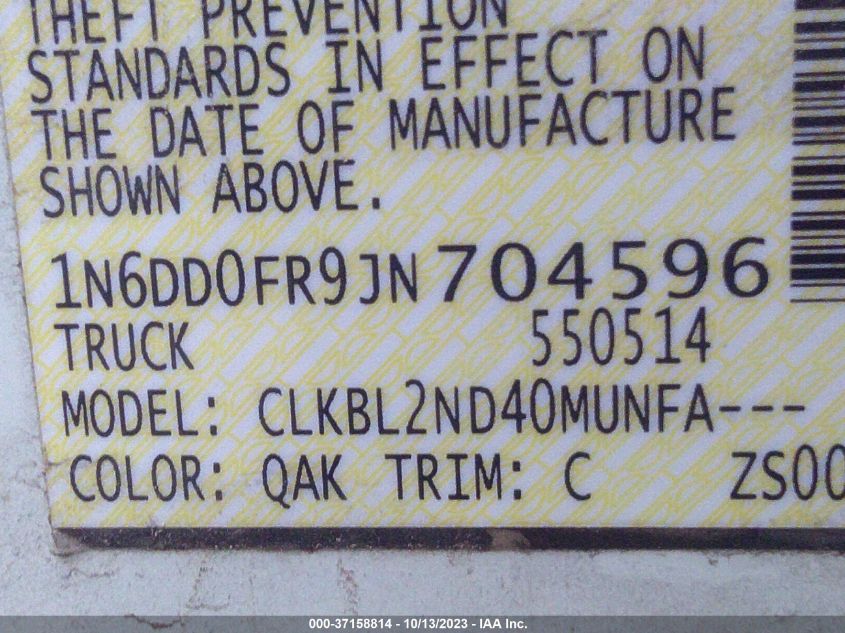 THEFT PREVENTION
STANDARDS IN EFFECT ON
THE DATE OF MANUFACTURE
SHOWN ABOVE.
1N6DD0FR9JN704596
TRUCK 550514
MODEL: CLKBL2ND40MUNFA---
COLOR: QAK TRIM: C ZS00
000-37158814 - 10/13/2023 - IAA Inc.